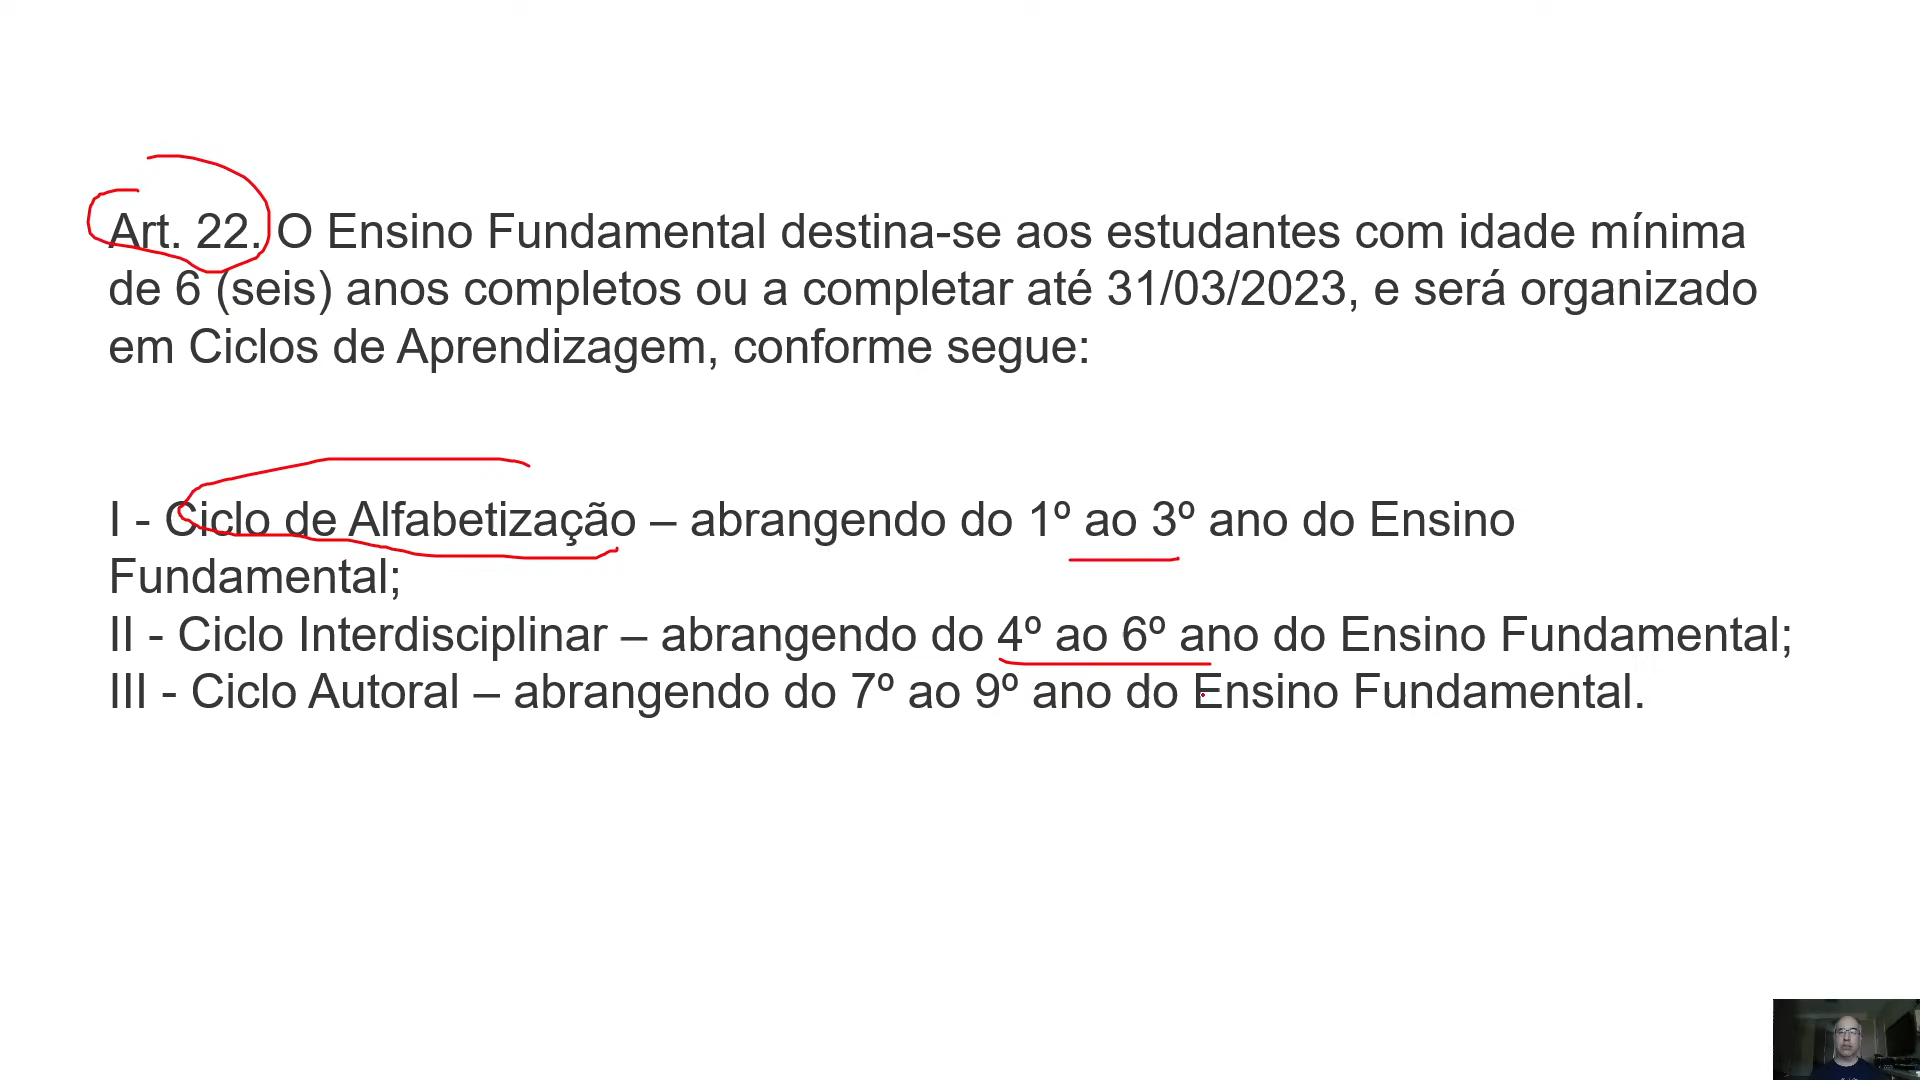 Art. 22. O Ensino Fundamental destina-se aos estudantes com idade mínima
de 6 (seis) anos completos ou a completar até 31/03/2023, e será organizado
em Ciclos de Aprendizagem, conforme segue:
I - Ciclo de Alfabetização – abrangendo do 1º ao 3º ano do Ensino
Fundamental;
II - Ciclo Interdisciplinar – abrangendo do 4º ao 6º ano do Ensino Fundamental;
III - Ciclo Autoral – abrangendo do 7º ao 9º ano do Ensino Fundamental.